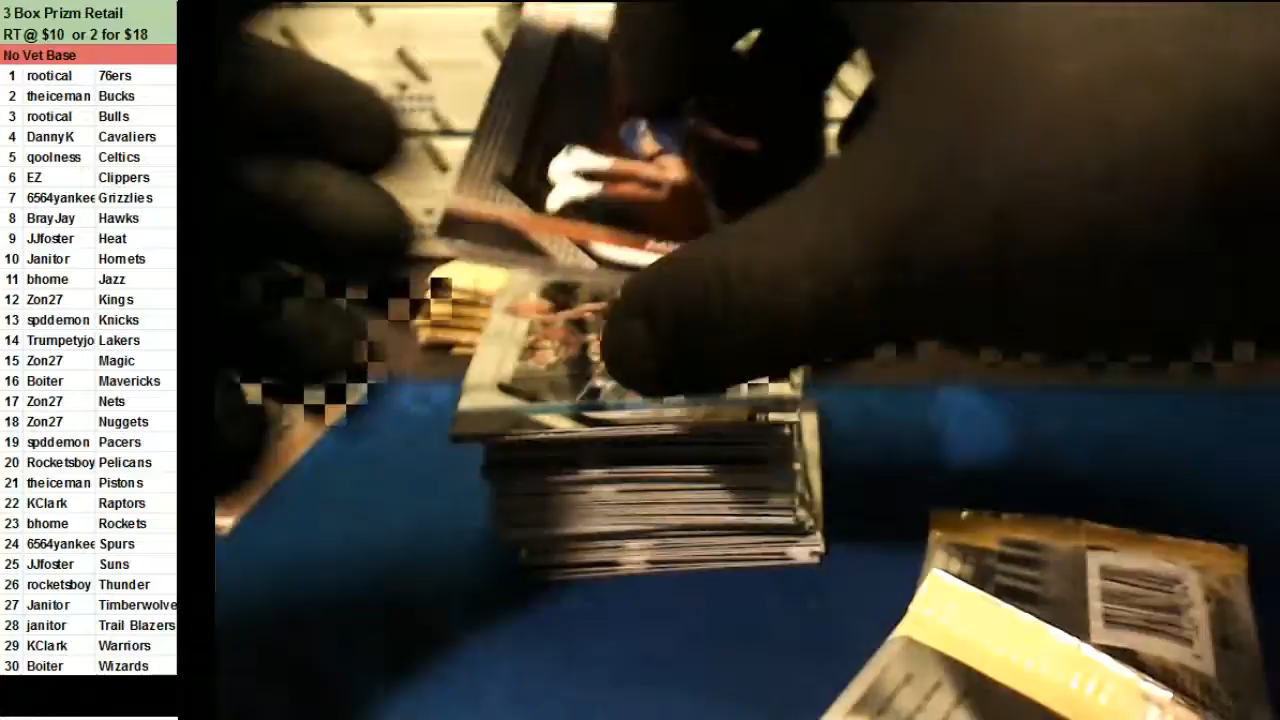 3 Box Prizm Retail
RT @ $10 or 2 for $18
No Vet Base
1 rootical 76ers
2 theiceman Bucks
3 rootical Bulls
4 DannyK Cavaliers
5 qoolness Celtics
6 EZ Clippers
7 6564yankee Grizzlies
8 BrayJay Hawks
9 JJfoster Heat
10 Janitor Hornets
11 bhome Jazz
12 Zon27 Kings
13 spddemon Knicks
14 Trumpetyjo Lakers
15 Zon27 Magic
16 Boiter Mavericks
17 Zon27 Nets
18 Zon27 Nuggets
19 spddemon Pacers
20 Rocketsboy Pelicans
21 theiceman Pistons
22 KClark Raptors
23 bhome Rockets
24 6564yankee Spurs
25 JJfoster Suns
26 rocketsboy Thunder
27 Janitor Timberwolve
28 janitor Trail Blazers
29 KClark Warriors
30 Boiter Wizards